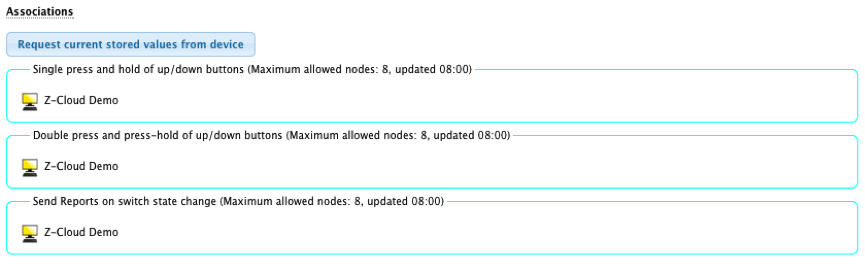 Associations
Request current stored values from device
Single press and hold of up/down buttons (Maximum allowed nodes: 8, updated 08:00)
Z-Cloud Demo
Double press and press-hold of up/down buttons (Maximum allowed nodes: 8, updated 08:00)
Z-Cloud Demo
Send Reports on switch state change (Maximum allowed nodes: 8, updated 08:00)
Z-Cloud Demo